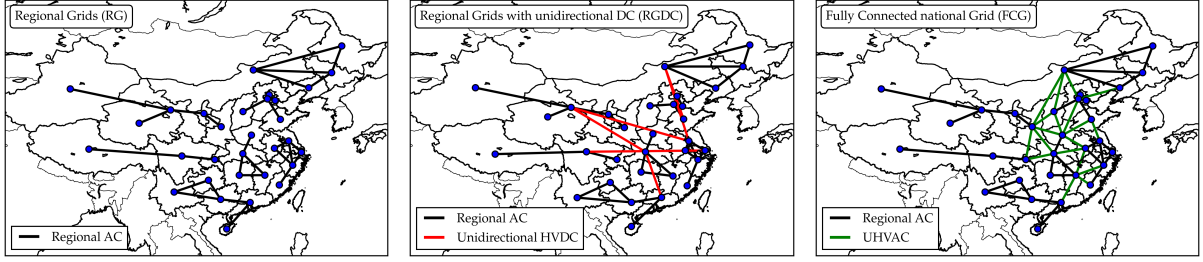 Regional Grids (RG)
Regional AC
Regional Grids with unidirectional DC (RGDC)
Regional AC
Unidirectional HVDC
Fully Connected national Grid (FCG)
Regional AC
UHVAC